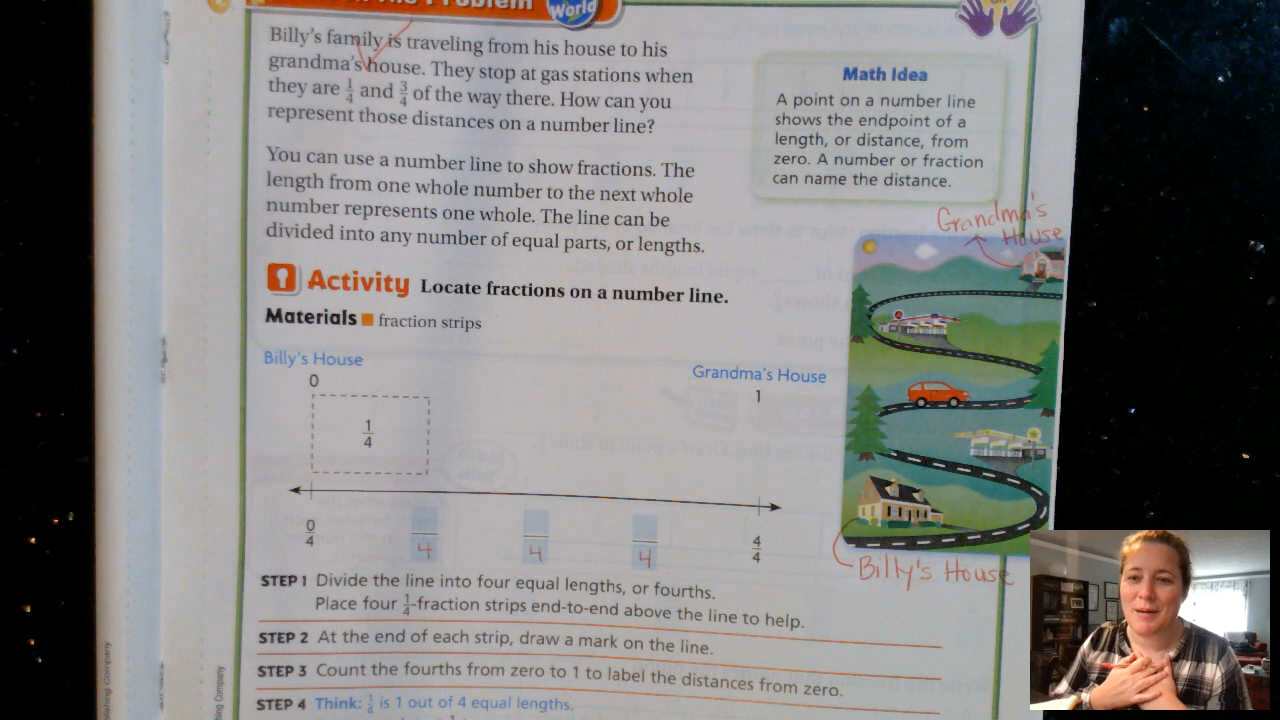 Problem
World
Billy's family is traveling from his house to his
grandma's house. They stop at gas stations when
they are 1/4 and 3/4 of the way there. How can you
represent those distances on a number line?
You can use a number line to show fractions. The
length from one whole number to the next whole
number represents one whole. The line can be
divided into any number of equal parts, or lengths.
Math Idea
A point on a number line
shows the endpoint of a
length, or distance, from
zero. A number or fraction
can name the distance.
Grandma's
House
Activity Locate fractions on a number line.
Materials fraction strips
Billy's House
Grandma's House
0
1
1/4
0/4
4
4
4
4/4
Billy's House
STEP 1 Divide the line into four equal lengths, or fourths.
Place four 1/4-fraction strips end-to-end above the line to help.
STEP 2 At the end of each strip, draw a mark on the line.
STEP 3 Count the fourths from zero to 1 to label the distances from zero.
STEP 4 Think: 1/4 is 1 out of 4 equal lengths.